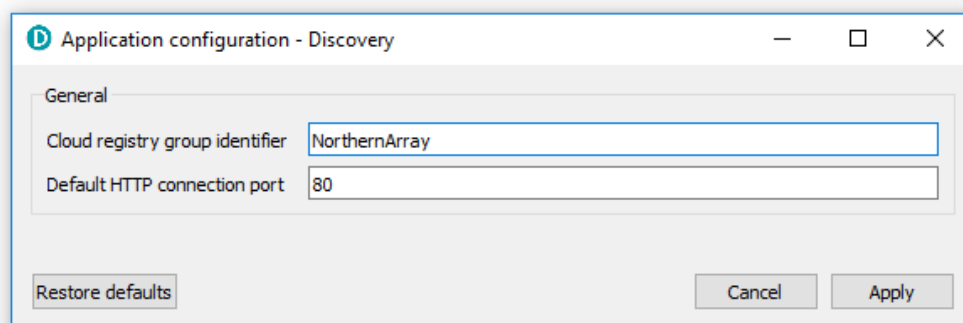 Application configuration - Discovery
General
Cloud registry group identifier NorthernArray
Default HTTP connection port 80
Restore defaults Cancel Apply